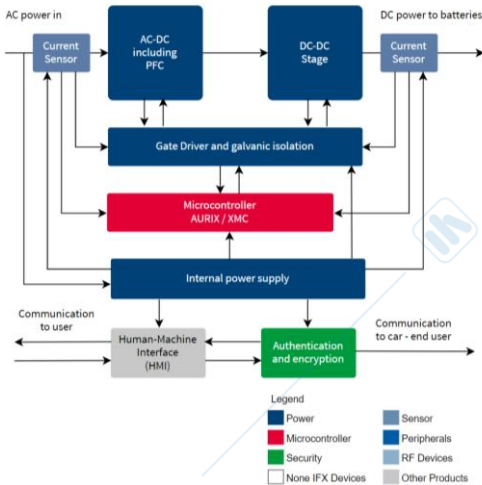 AC power in
DC power to batteries
Current
Sensor
AC-DC
including
PFC
DC-DC
Stage
Current
Sensor
Gate Driver and galvanic isolation
Microcontroller
AURIX / XMC
Internal power supply
Communication
to user
Human-Machine
Interface
(HMI)
Authentication
and encryption
Communication
to car - end user
Legend
Power
Sensor
Microcontroller
Peripherals
Security
RF Devices
None IFX Devices
Other Products